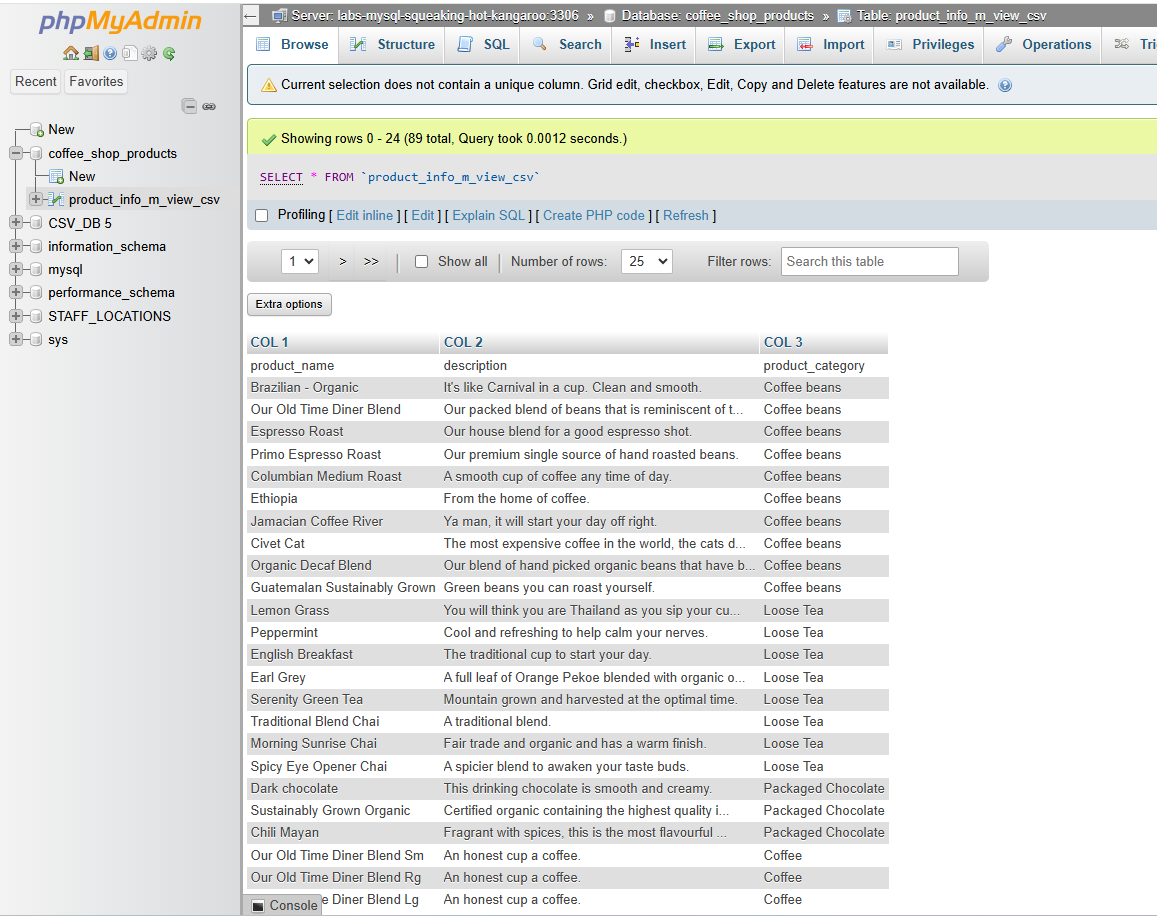 phpMyAdmin
Recent Favorites
New
coffee_shop_products
New
product_info_m_view_csv
CSV_DB 5
information_schema
mysql
performance_schema
STAFF_LOCATIONS
sys
Server: labs-mysql-squeaking-hot-kangaroo:3306 » Database: coffee_shop_products » Table: product_info_m_view_csv
Browse Structure SQL Search Insert Export Import Privileges Operations Tri
Current selection does not contain a unique column. Grid edit, checkbox, Edit, Copy and Delete features are not available.
Showing rows 0 - 24 (89 total, Query took 0.0012 seconds.)
SELECT * FROM `product_info_m_view_csv`
Profiling [ Edit inline ] [ Edit ] [ Explain SQL ] [ Create PHP code ] [ Refresh ]
1 > >> | Show all | Number of rows: 25 Filter rows: Search this table
Extra options
COL 1 COL 2 COL 3
product_name description product_category
Brazilian - Organic It's like Carnival in a cup. Clean and smooth. Coffee beans
Our Old Time Diner Blend Our packed blend of beans that is reminiscent of t... Coffee beans
Espresso Roast Our house blend for a good espresso shot. Coffee beans
Primo Espresso Roast Our premium single source of hand roasted beans. Coffee beans
Columbian Medium Roast A smooth cup of coffee any time of day. Coffee beans
Ethiopia From the home of coffee. Coffee beans
Jamacian Coffee River Ya man, it will start your day off right. Coffee beans
Civet Cat The most expensive coffee in the world, the cats d... Coffee beans
Organic Decaf Blend Our blend of hand picked organic beans that have b... Coffee beans
Guatemalan Sustainably Grown Green beans you can roast yourself. Coffee beans
Lemon Grass You will think you are Thailand as you sip your cu... Loose Tea
Peppermint Cool and refreshing to help calm your nerves. Loose Tea
English Breakfast The traditional cup to start your day. Loose Tea
Earl Grey A full leaf of Orange Pekoe blended with organic o... Loose Tea
Serenity Green Tea Mountain grown and harvested at the optimal time. Loose Tea
Traditional Blend Chai A traditional blend. Loose Tea
Morning Sunrise Chai Fair trade and organic and has a warm finish. Loose Tea
Spicy Eye Opener Chai A spicier blend to awaken your taste buds. Loose Tea
Dark chocolate This drinking chocolate is smooth and creamy. Packaged Chocolate
Sustainably Grown Organic Certified organic containing the highest quality i... Packaged Chocolate
Chili Mayan Fragrant with spices, this is the most flavourful ... Packaged Chocolate
Our Old Time Diner Blend Sm An honest cup a coffee. Coffee
Our Old Time Diner Blend Rg An honest cup a coffee. Coffee
Console e Diner Blend Lg An honest cup a coffee. Coffee